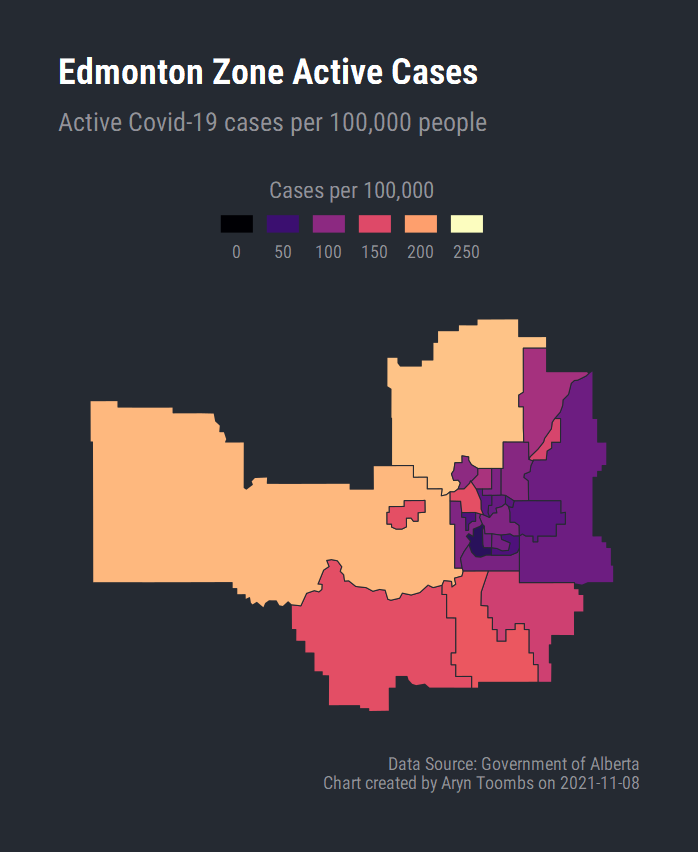 Edmonton Zone Active Cases
Active Covid-19 cases per 100,000 people
Cases per 100,000
0 50 100 150 200 250
Data Source: Government of Alberta
Chart created by Aryn Toombs on 2021-11-08